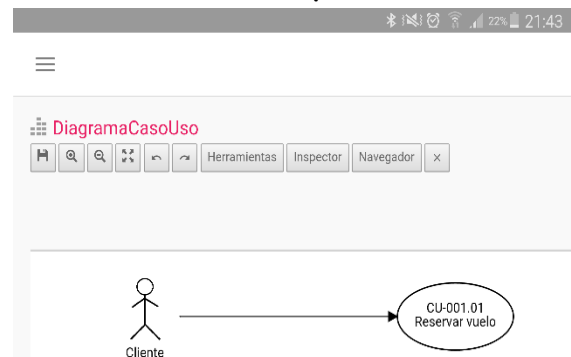 22% 21:43
DiagramaCasoUso
Herramientas Inspector Navegador ×
CU-001.01
Reservar vuelo
Cliente